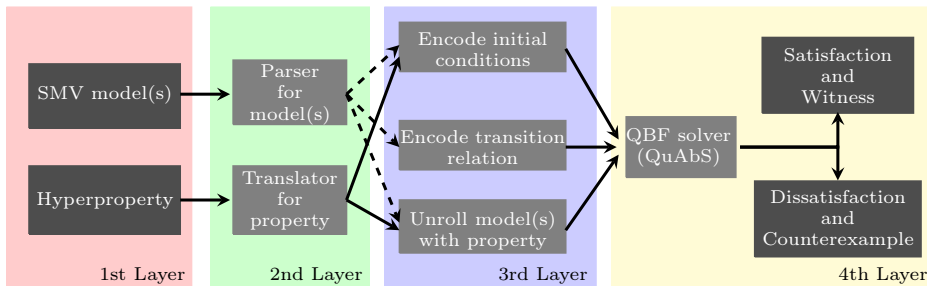 SMV model(s)
Hyperproperty
1st Layer
Parser
for
model(s)
Translator
for
property
2nd Layer
Encode initial
conditions
Encode transition
relation
Unroll model(s)
with property
3rd Layer
QBF solver
(QuAbS)
Satisfaction
and
Witness
Dissatisfaction
and
Counterexample
4th Layer